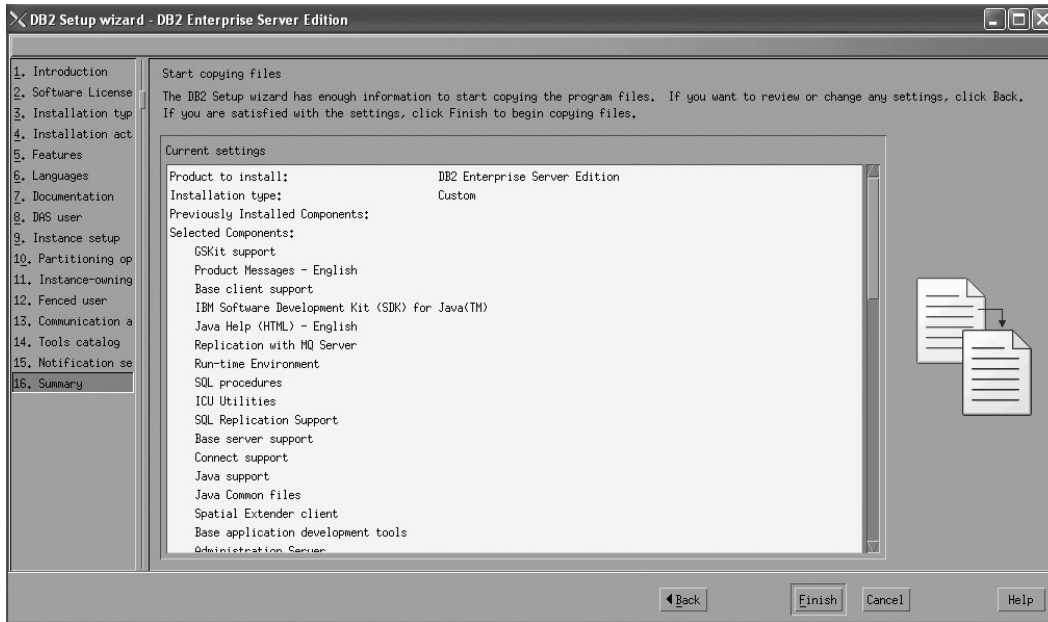 DB2 Setup wizard - DB2 Enterprise Server Edition
1. Introduction
2. Software License
3. Installation typ
4. Installation act
5. Features
6. Languages
7. Documentation
8. DAS user
9. Instance setup
10. Partitioning op
11. Instance-owning
12. Fenced user
13. Communication a
14. Tools catalog
15. Notification se
16. Summary
Start copying files
The DB2 Setup wizard has enough information to start copying the program files. If you want to review or change any settings, click Back.
If you are satisfied with the settings, click Finish to begin copying files.
Current settings
Product to install: DB2 Enterprise Server Edition
Installation type: Custom
Previously Installed Components:
Selected Components:
GSKit support
Product Messages - English
Base client support
IBM Software Development Kit (SDK) for Java(TM)
Java Help (HTML) - English
Replication with MQ Server
Run-time Environment
SQL procedures
ICU Utilities
SQL Replication Support
Base server support
Connect support
Java support
Java Common files
Spatial Extender client
Base application development tools
Administration Server
Back
Finish
Cancel
Help